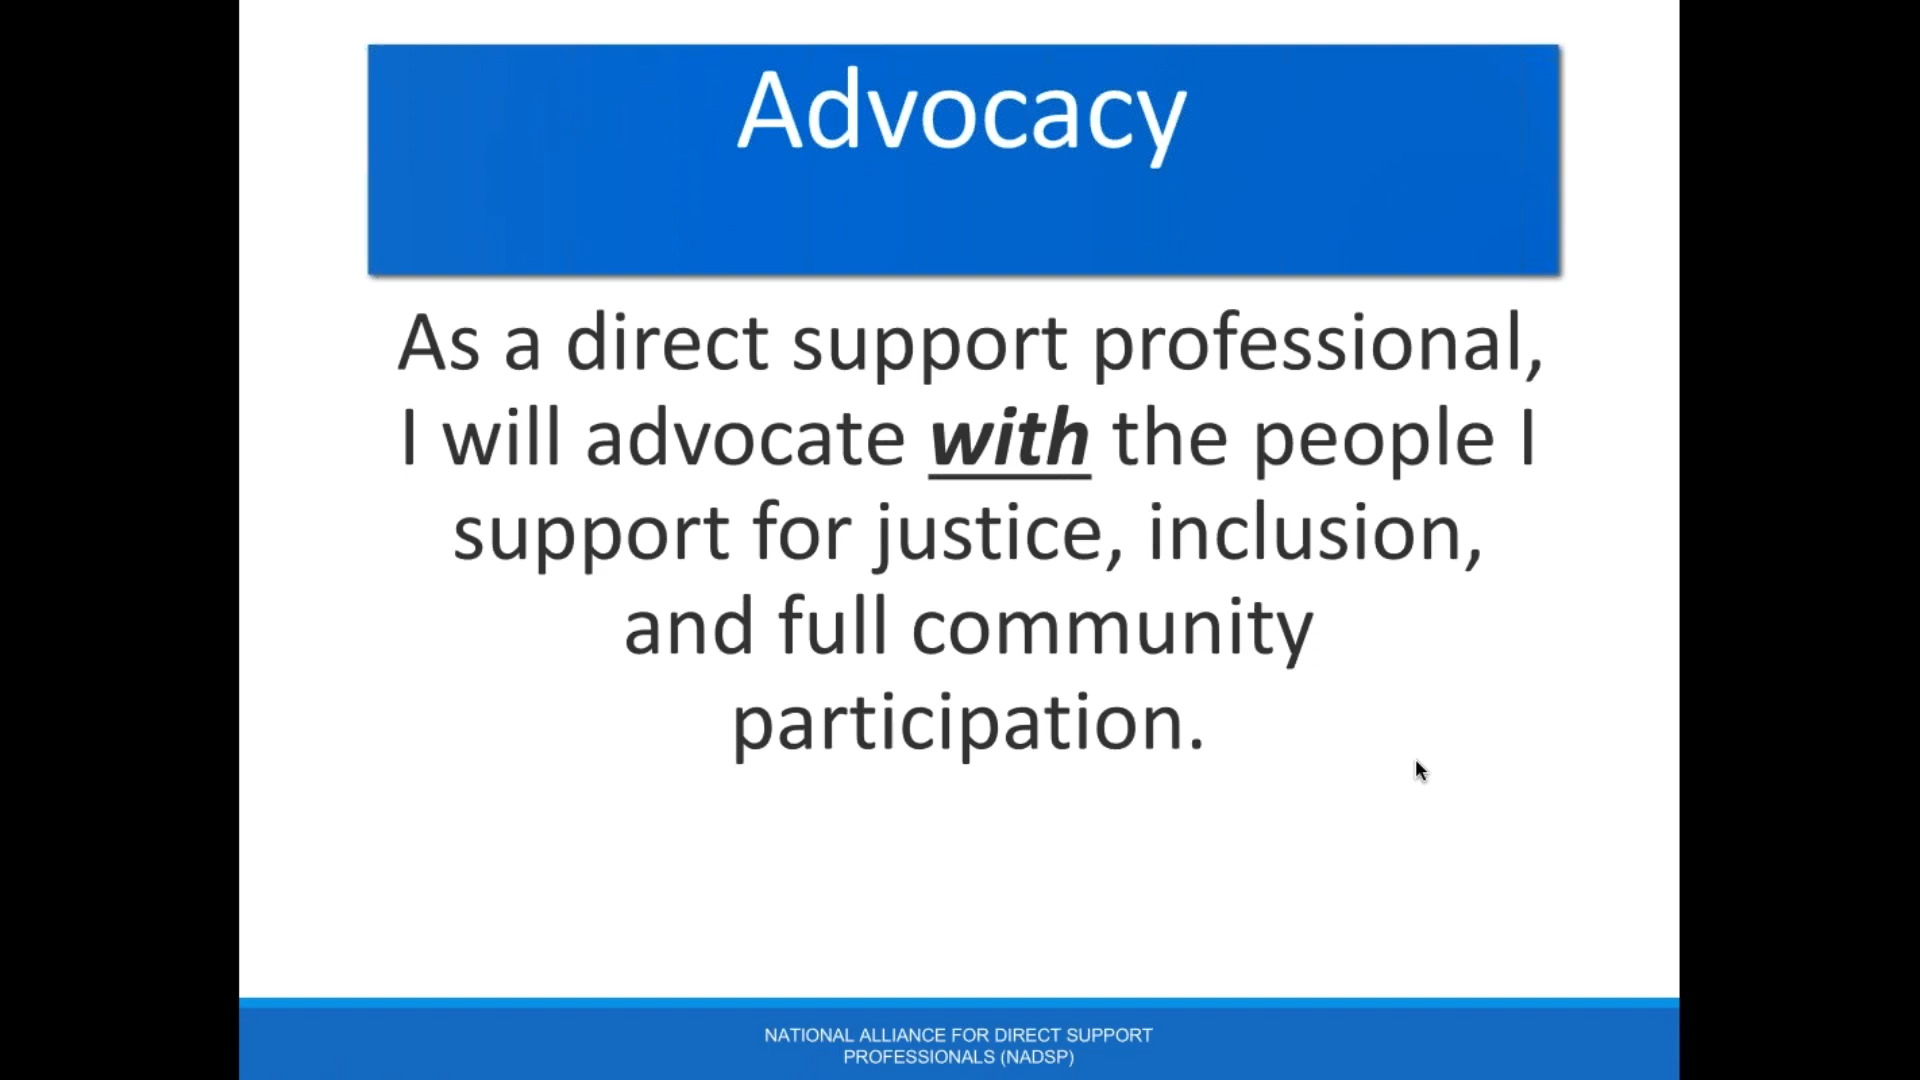 Advocacy
As a direct support professional,
I will advocate with the people I
support for justice, inclusion,
and full community
participation.
NATIONAL ALLIANCE FOR DIRECT SUPPORT
PROFESSIONALS (NADSP)